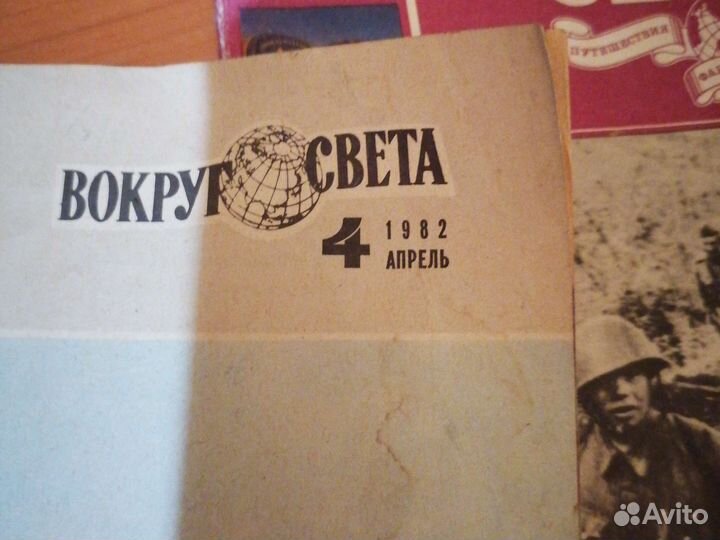 ВОКРУГ СВЕТА
4 1982
АПРЕЛЬ
ПУТЕШЕСТВИЯ
Avito